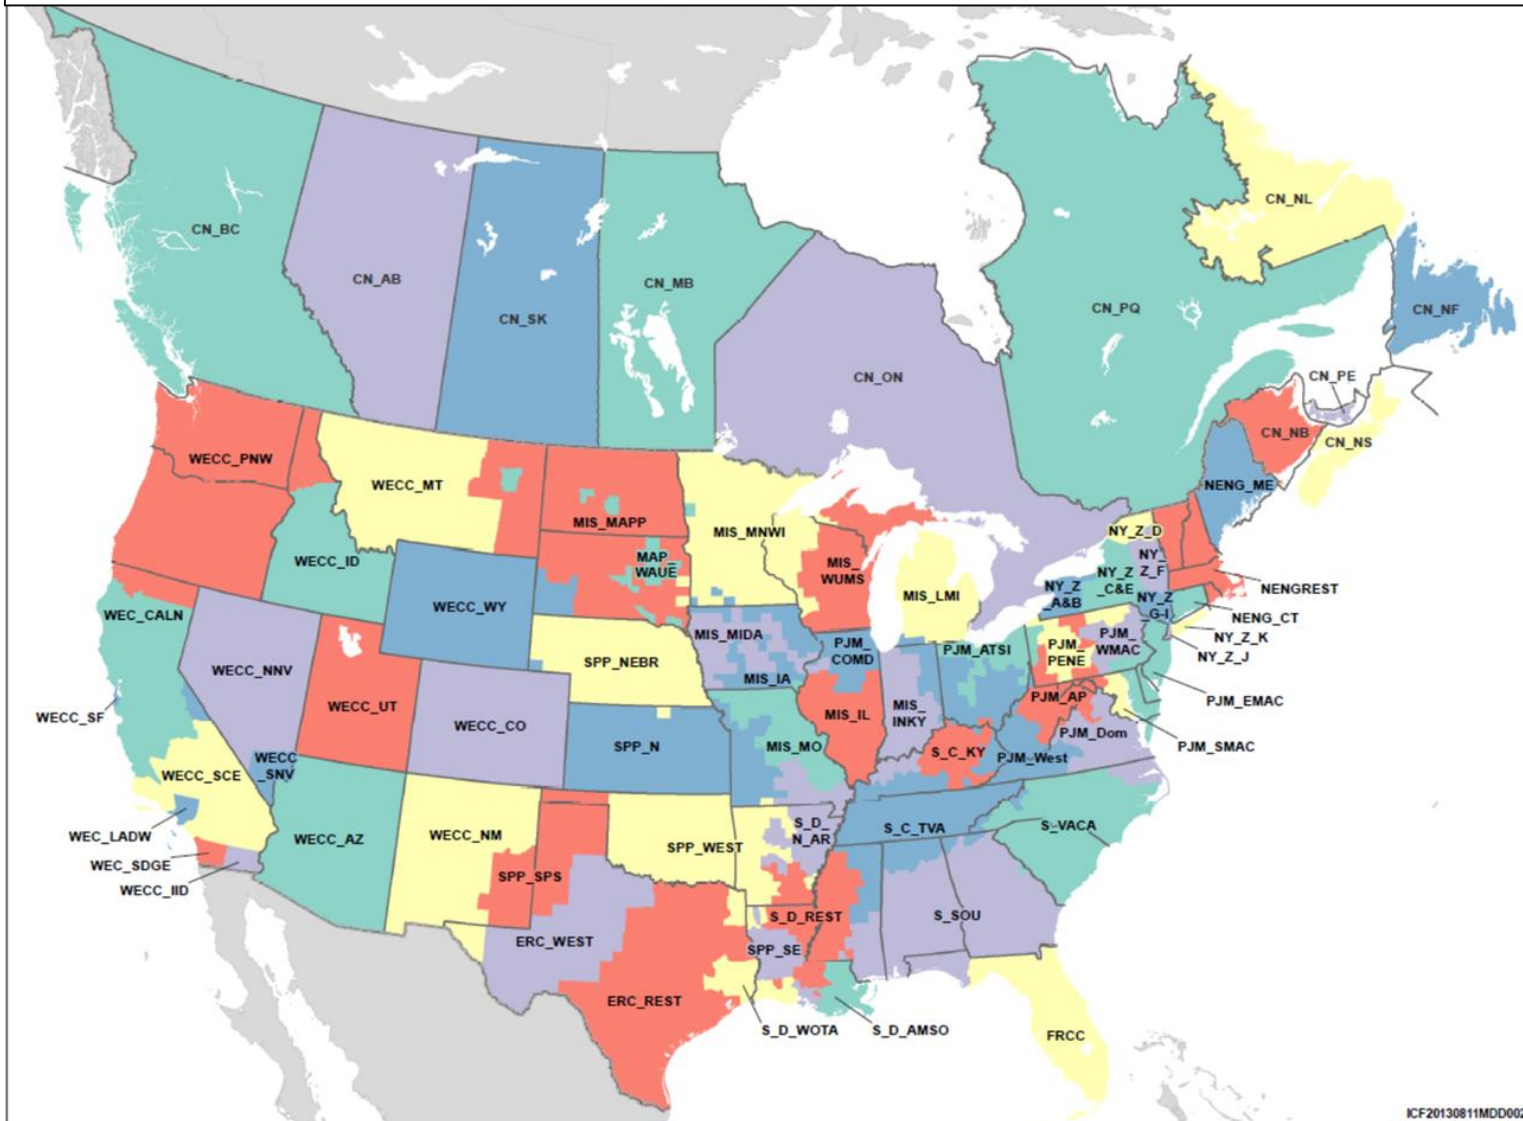 CN_BC
CN_AB
CN_SK
CN_MB
CN_ON
CN_PQ
CN_NL
CN_NF
CN_PE
CN_NB
CN_NS
WECC_PNW
WECC_MT
MIS_MAPP
MIS_MNWI
NENG_ME
NY_Z_D
WECC_ID
MAP_
WAUE
MIS_
WUMS
MIS_LMI
NY_
Z_F
NY_Z
_C&E
NY_Z
_A&B
NY_Z
_G-I
NENGREST
NENG_CT
NY_Z_K
NY_Z_J
WECC_WY
WEC_CALN
MIS_MIDA
MIS_IA
PJM_
COMD
PJM_ATSI
PJM_
PENE
PJM_
WMAC
WECC_NNV
SPP_NEBR
WECC_SF
WECC_UT
WECC_CO
MIS_IL
MIS_
INKY
PJM_AP
PJM_EMAC
PJM_Dom
PJM_SMAC
SPP_N
MIS_MO
S_C_KY
PJM_West
WECC_SCE
WECC
_SNV
WEC_LADW
WEC_SDGE
WECC_IID
WECC_AZ
WECC_NM
SPP_SPS
SPP_WEST
S_D_
N_AR
S_C_TVA
S_VACA
S_D_REST
S_SOU
ERC_WEST
SPP_SE
ERC_REST
S_D_WOTA
S_D_AMSO
FRCC
ICF20130811MDD002